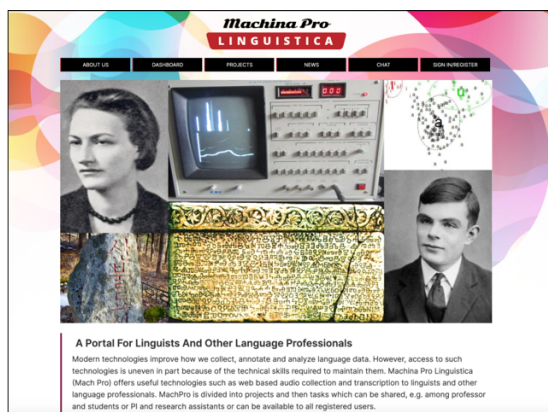 Machina Pro
LINGUISTICA
ABOUT US
DASHBOARD
PROJECTS
NEWS
CHAT
SIGN IN/REGISTER
A Portal For Linguists And Other Language Professionals
Modern technologies improve how we collect, annotate and analyze language data. However, access to such
technologies is uneven in part because of the technical skills required to maintain them. Machina Pro Linguistica
(Mach Pro) offers useful technologies such as web based audio collection and transcription to linguists and other
language professionals. MachPro is divided into projects and then tasks which can be shared, e.g. among professor
and students or PI and research assistants or can be available to all registered users.